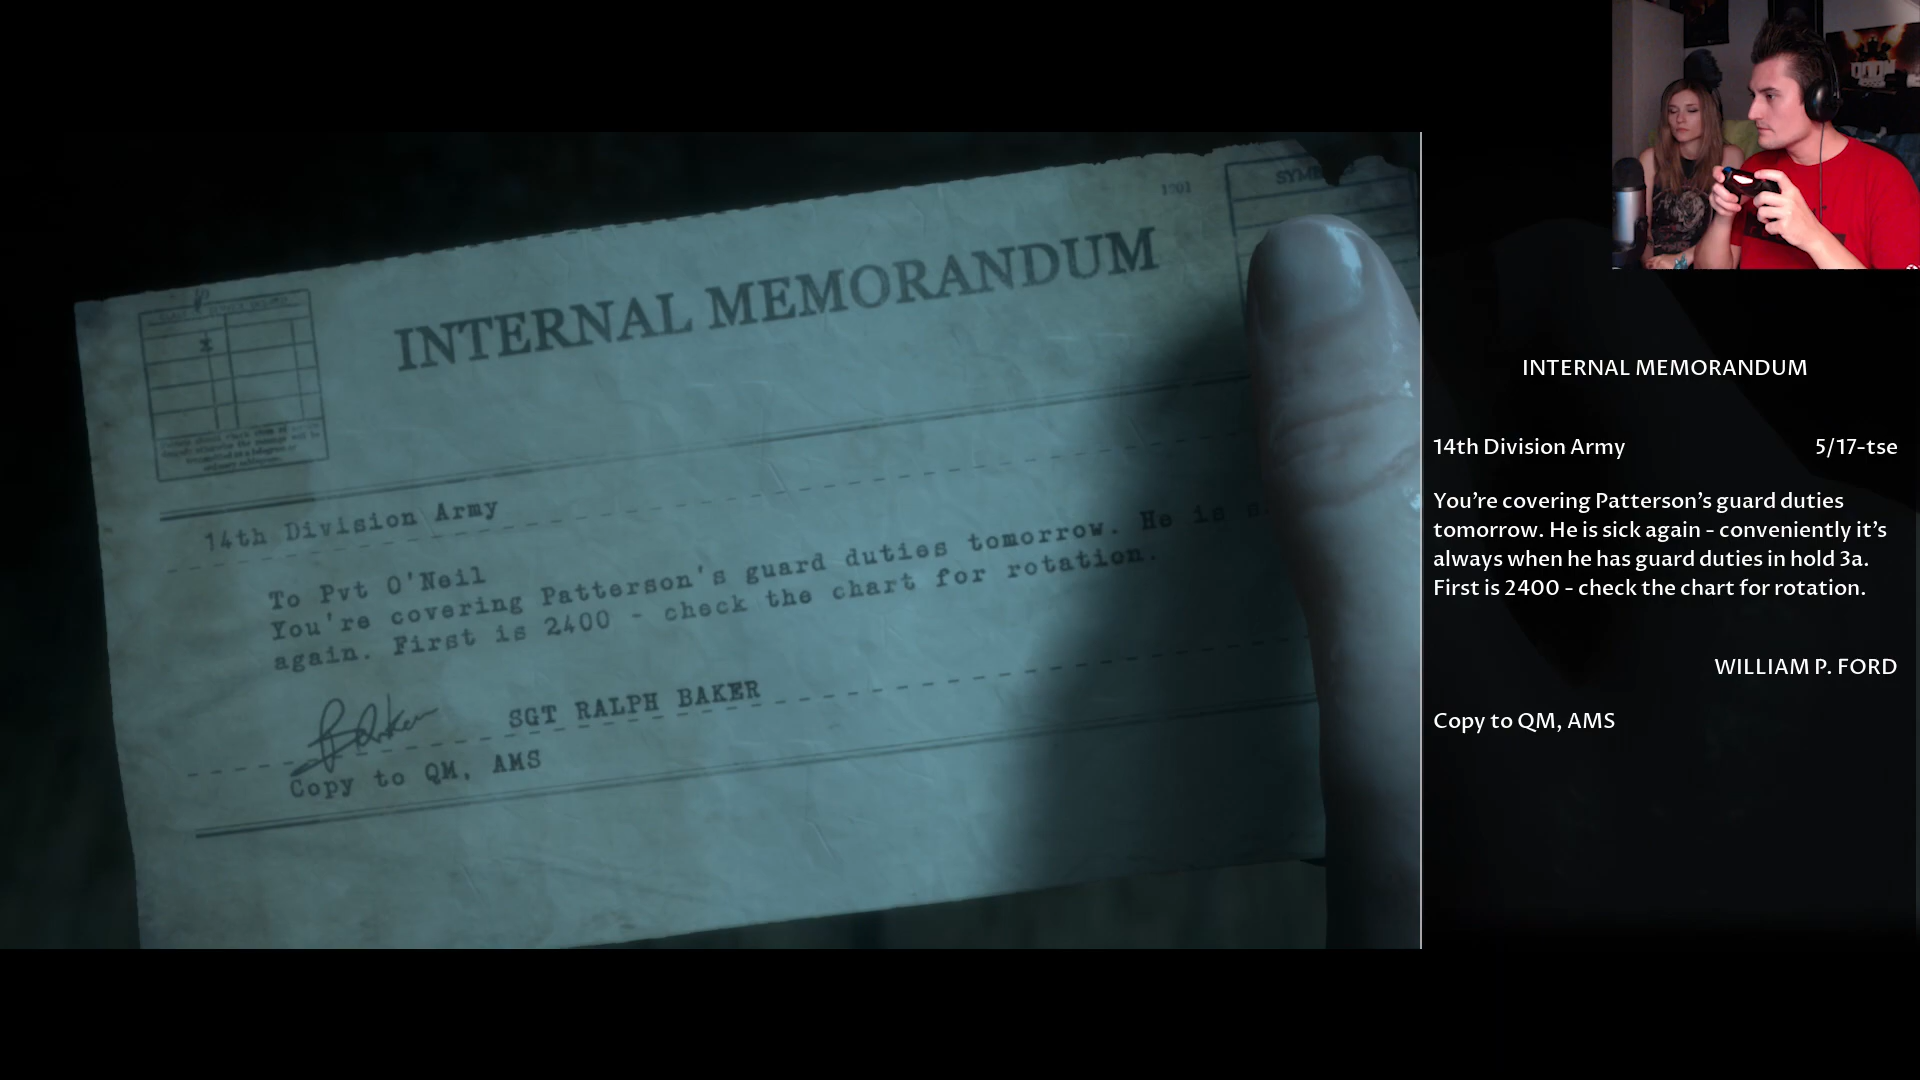 1901
SYM
INTERNAL MEMORANDUM
14th Division Army
To Pvt O'Neil
You're covering Patterson's guard duties tomorrow. He is
again. First is 2400 - check the chart for rotation.
SGT RALPH BAKER
Copy to QM, AMS
INTERNAL MEMORANDUM
14th Division Army 5/17-tse
You're covering Patterson's guard duties
tomorrow. He is sick again - conveniently it's
always when he has guard duties in hold 3a.
First is 2400 - check the chart for rotation.
WILLIAM P. FORD
Copy to QM, AMS